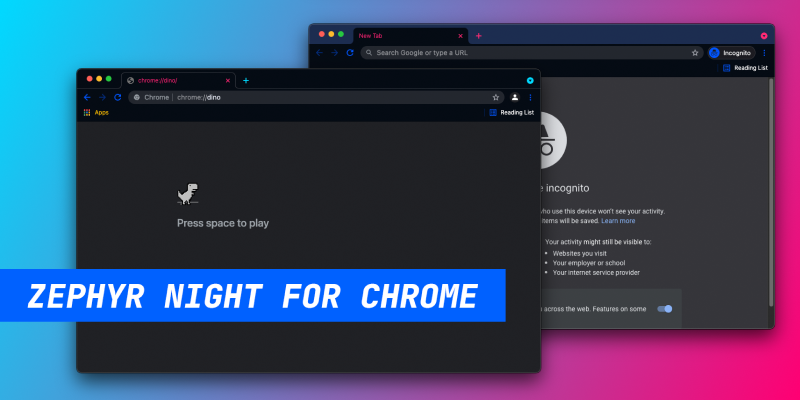 New Tab
Search Google or type a URL
Incognito
Reading List
chrome://dino/
Chrome | chrome://dino
Apps
Reading List
Press space to play
incognito
use this device won't see your activity.
items will be saved. Learn more
Your activity might still be visible to:
• Websites you visit
• Your employer or school
• Your internet service provider
across the web. Features on some
ZEPHYR NIGHT FOR CHROME